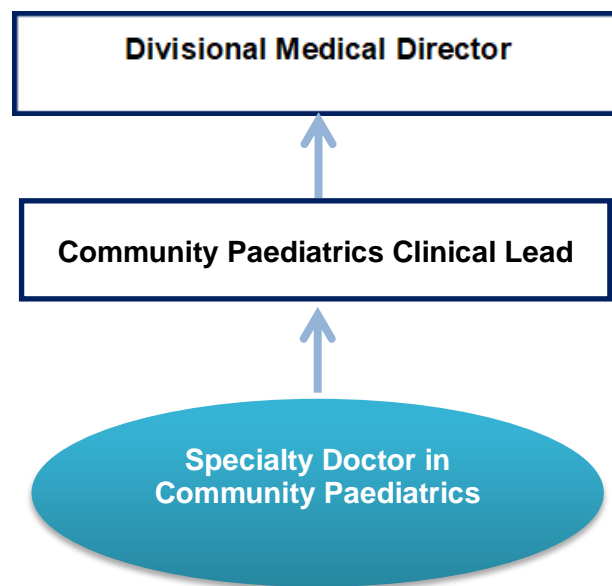 Divisional Medical Director
Community Paediatrics Clinical Lead
Specialty Doctor in
Community Paediatrics